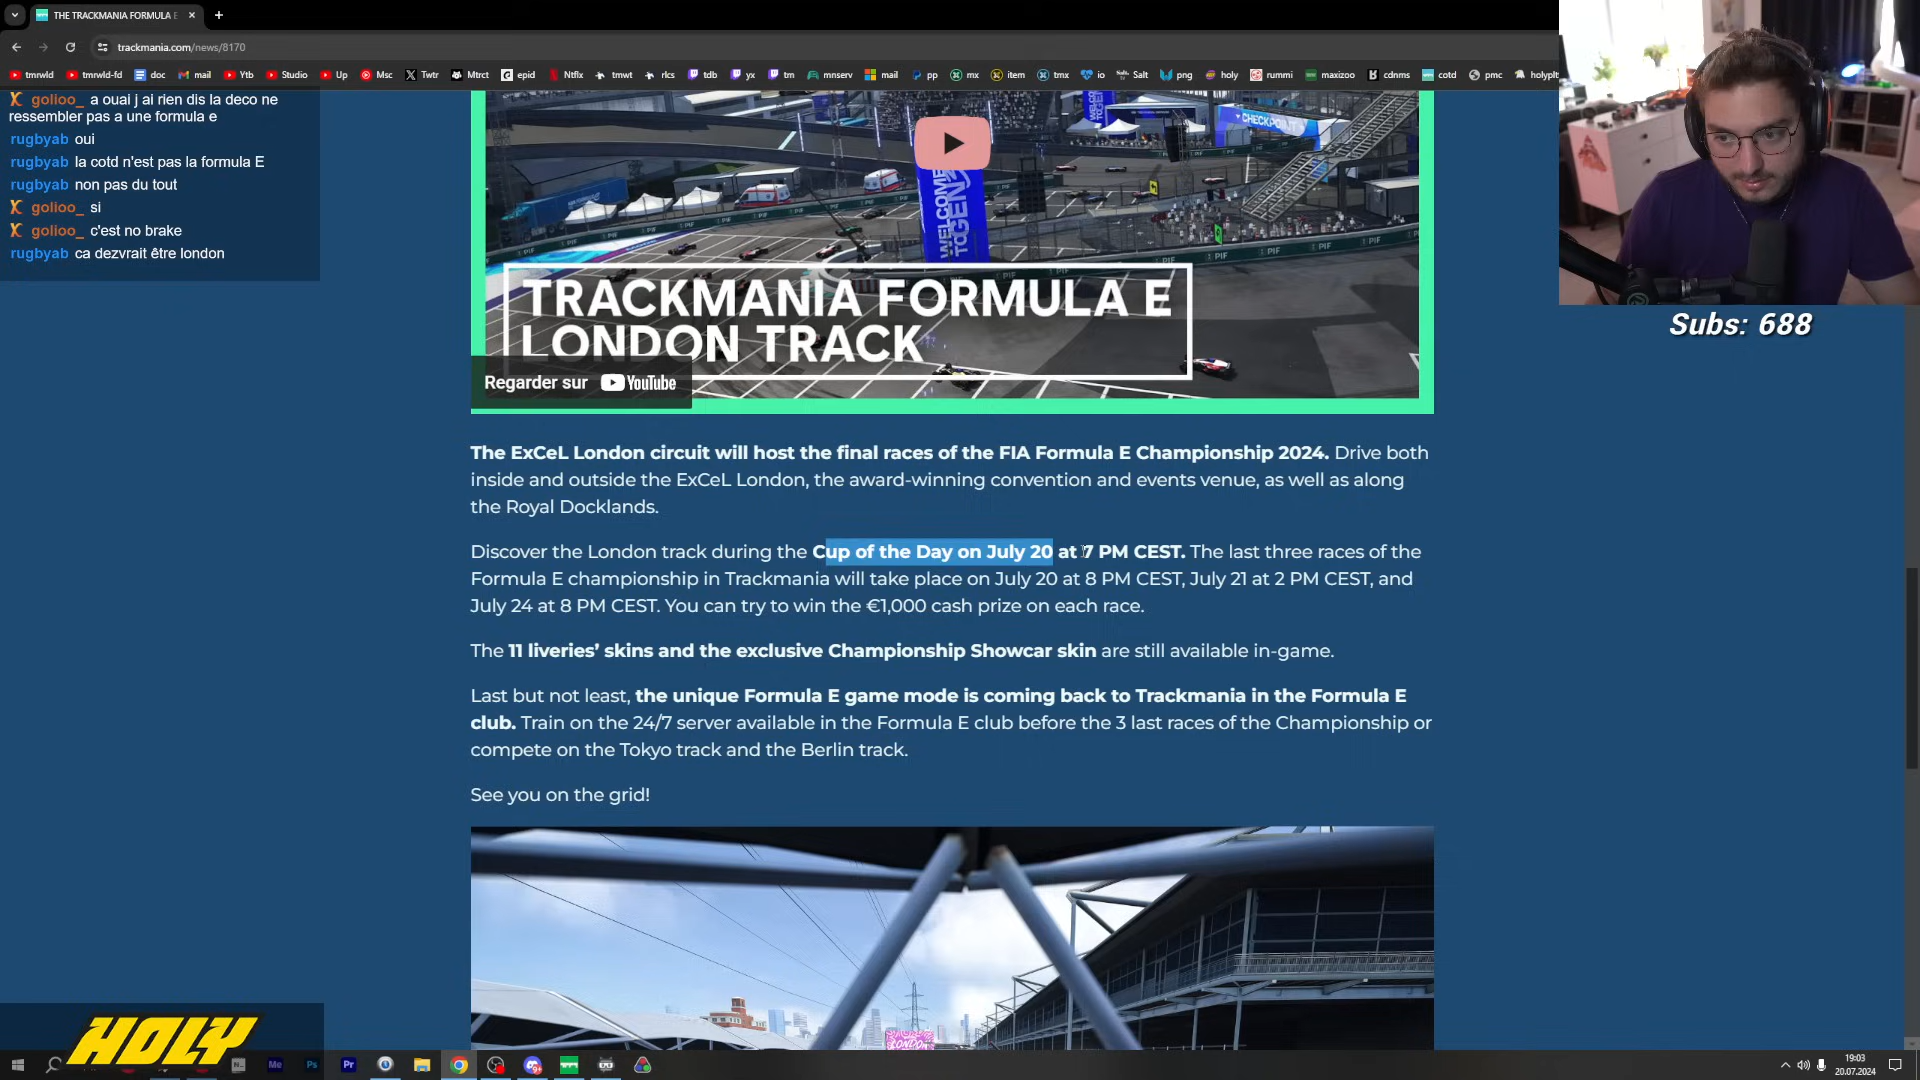 THE TRACKMANIA FORMULA E
trackmania.com/news/8170
tmrwld tmrwld-fd doc mail Ytb Studio Up Msc Twtr Mtrct epid Ntflx tmwt rlcs tdb yx tm mnserv mail pp mx item tmx io Salt png holy rummi maxizoo cdnms cotd pmc holyplt
golioo_ a ouai j ai rien dis la deco ne
ressembler pas a une formula e
rugbyab oui
rugbyab la cotd n'est pas la formula E
rugbyab non pas du tout
golioo_ si
golioo_ c'est no brake
rugbyab ca dezvrait être london
CHECKPOINT
WELCOME
TO GEN
PIF
TRACKMANIA FORMULA E
LONDON TRACK
Regarder sur YouTube
Subs: 688
The ExCeL London circuit will host the final races of the FIA Formula E Championship 2024. Drive both
inside and outside the ExCeL London, the award-winning convention and events venue, as well as along
the Royal Docklands.
Discover the London track during the Cup of the Day on July 20 at 7 PM CEST. The last three races of the
Formula E championship in Trackmania will take place on July 20 at 8 PM CEST, July 21 at 2 PM CEST, and
July 24 at 8 PM CEST. You can try to win the €1,000 cash prize on each race.
The 11 liveries’ skins and the exclusive Championship Showcar skin are still available in-game.
Last but not least, the unique Formula E game mode is coming back to Trackmania in the Formula E
club. Train on the 24/7 server available in the Formula E club before the 3 last races of the Championship or
compete on the Tokyo track and the Berlin track.
See you on the grid!
LONDON
HOLY
Me Ps Pr
19:03
20.07.2024